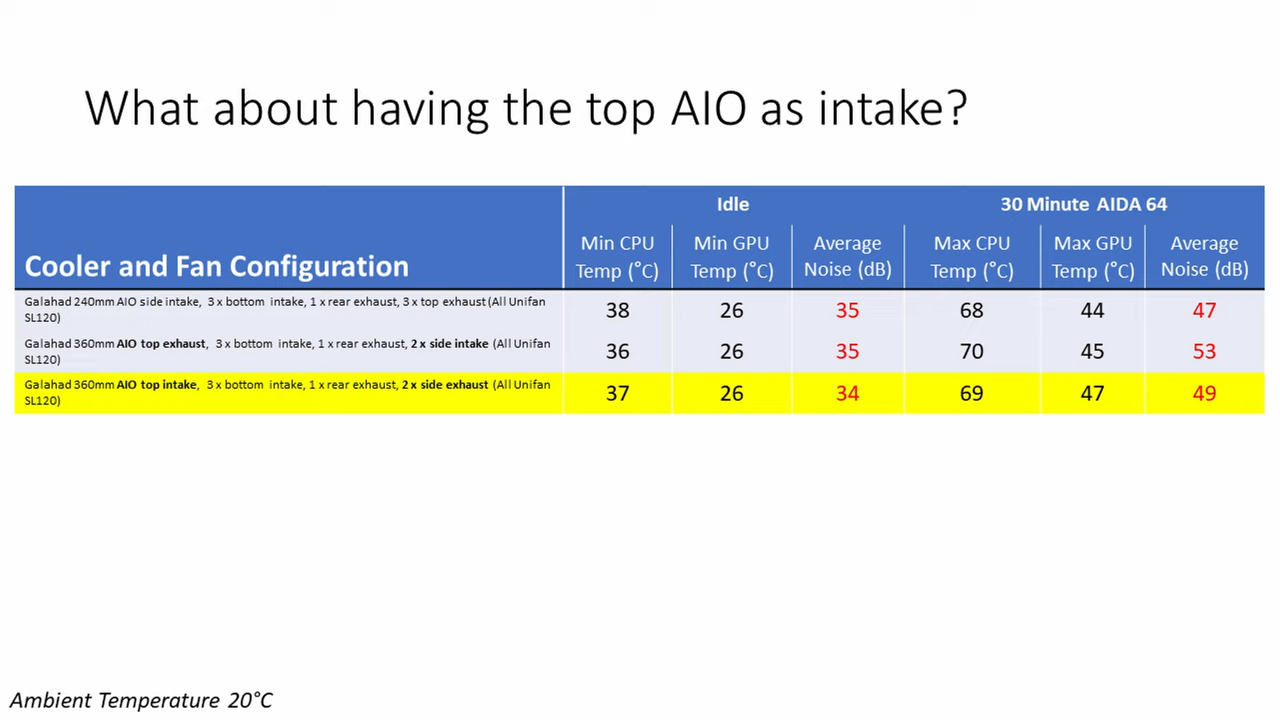 What about having the top AIO as intake?
Idle
30 Minute AIDA 64
Cooler and Fan Configuration
Min CPU
Temp (°C)
Min GPU
Temp (°C)
Average
Noise (dB)
Max CPU
Temp (°C)
Max GPU
Temp (°C)
Average
Noise (dB)
Galahad 240mm AIO side intake, 3 x bottom intake, 1 x rear exhaust, 3 x top exhaust (All Unifan
SL120)
38 26 35 68 44 47
Galahad 360mm AIO top exhaust, 3 x bottom intake, 1 x rear exhaust, 2 x side intake (All Unifan
SL120)
36 26 35 70 45 53
Galahad 360mm AIO top intake, 3 x bottom intake, 1 x rear exhaust, 2 x side exhaust (All Unifan
SL120)
37 26 34 69 47 49
Ambient Temperature 20°C